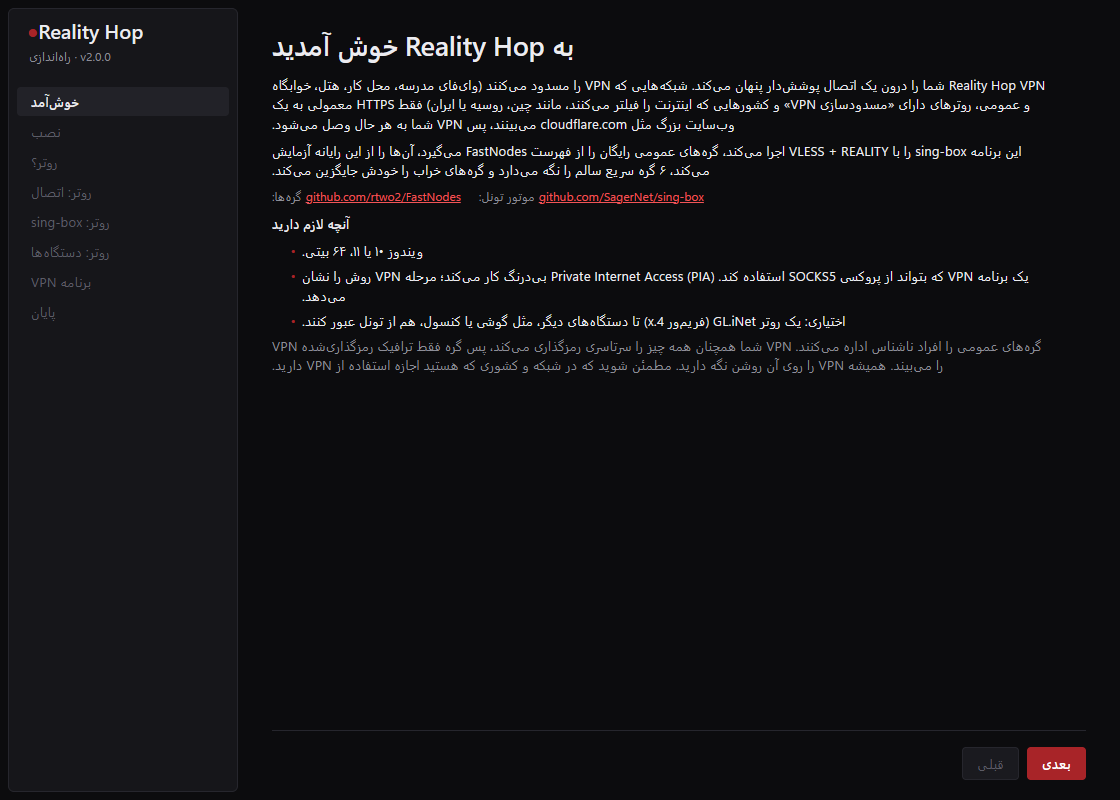 Reality Hop
راه‌اندازی · v2.0.0
خوش‌آمد
نصب
روتر؟
روتر: اتصال
روتر: sing-box
روتر: دستگاه‌ها
برنامه VPN
پایان
به Reality Hop خوش آمدید
Reality Hop VPN شما را درون یک اتصال پوشش‌دار پنهان می‌کند. شبکه‌هایی که VPN را مسدود می‌کنند (وای‌فای مدرسه، محل کار، هتل، خوابگاه
و عمومی، روترهای دارای «مسدودسازی VPN» و کشورهایی که اینترنت را فیلتر می‌کنند، مانند چین، روسیه یا ایران) فقط HTTPS معمولی به یک
وب‌سایت بزرگ مثل cloudflare.com می‌بینند، پس VPN شما به هر حال وصل می‌شود.
این برنامه sing-box را با VLESS + REALITY اجرا می‌کند، گره‌های عمومی رایگان را از فهرست FastNodes می‌گیرد، آن‌ها را از این رایانه آزمایش
می‌کند، ۶ گره سریع سالم را نگه می‌دارد و گره‌های خراب را خودش جایگزین می‌کند.
گره‌ها: github.com/rtwo2/FastNodes موتور تونل: github.com/SagerNet/sing-box
آنچه لازم دارید
• ویندوز ۱۰ یا ۱۱، ۶۴ بیتی.
• یک برنامه VPN که بتواند از پروکسی SOCKS5 استفاده کند. Private Internet Access (PIA) بی‌درنگ کار می‌کند؛ مرحله VPN روش را نشان
می‌دهد.
• اختیاری: یک روتر GL.iNet (فریم‌ور 4.x) تا دستگاه‌های دیگر، مثل گوشی یا کنسول، هم از تونل عبور کنند.
گره‌های عمومی را افراد ناشناس اداره می‌کنند. VPN شما همچنان همه چیز را سرتاسری رمزگذاری می‌کند، پس گره فقط ترافیک رمزگذاری‌شده VPN
را می‌بیند. همیشه VPN را روی آن روشن نگه دارید. مطمئن شوید که در شبکه و کشوری که هستید اجازه استفاده از VPN دارید.
قبلی
بعدی